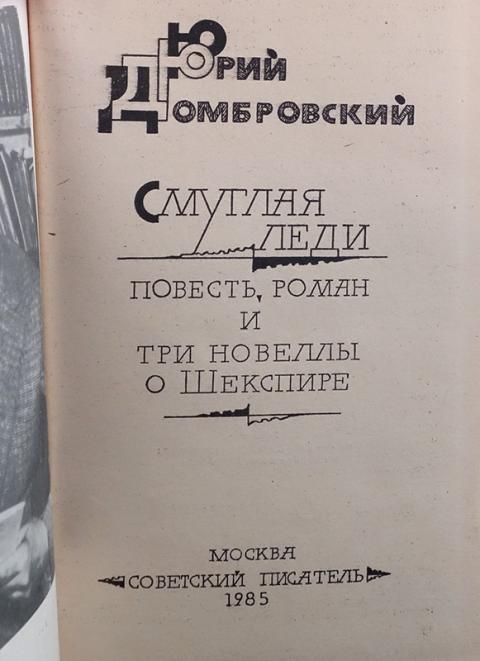 Юрий
Домбровский
Смуглая
леди
повесть, роман
и
три новеллы
о Шекспире
Москва
Советский писатель
1985